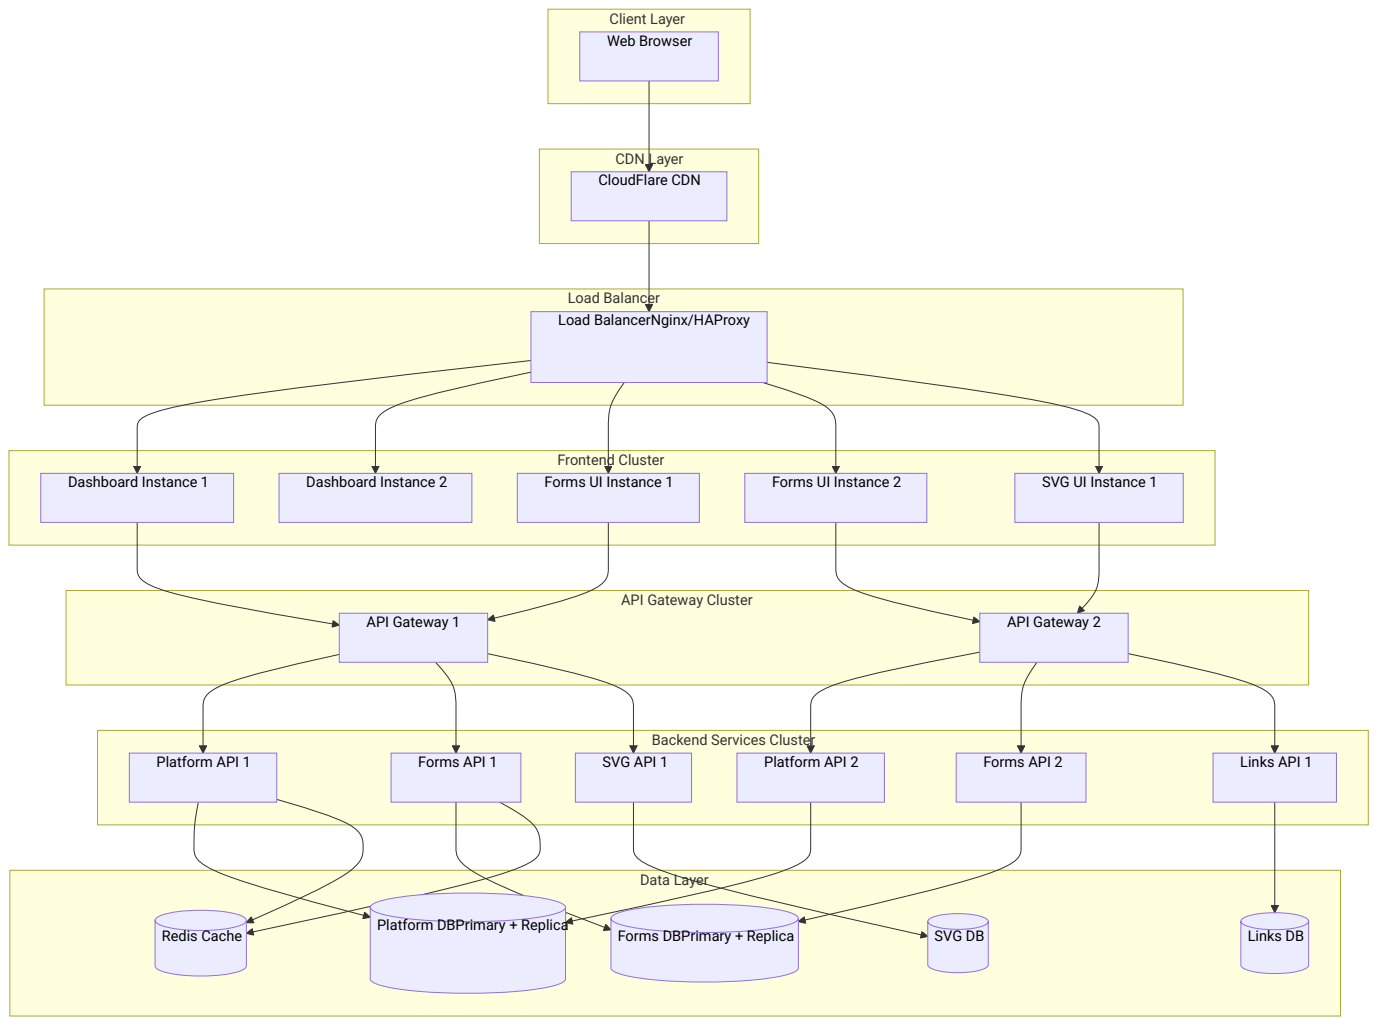 Client Layer
Web Browser
CDN Layer
CloudFlare CDN
Load Balancer
Load BalancerNginx/HAProxy
Frontend Cluster
Dashboard Instance 1
Dashboard Instance 2
Forms UI Instance 1
Forms UI Instance 2
SVG UI Instance 1
API Gateway Cluster
API Gateway 1
API Gateway 2
Backend Services Cluster
Platform API 1
Forms API 1
SVG API 1
Platform API 2
Forms API 2
Links API 1
Data Layer
Redis Cache
Platform DBPrimary + Replica
Forms DBPrimary + Replica
SVG DB
Links DB